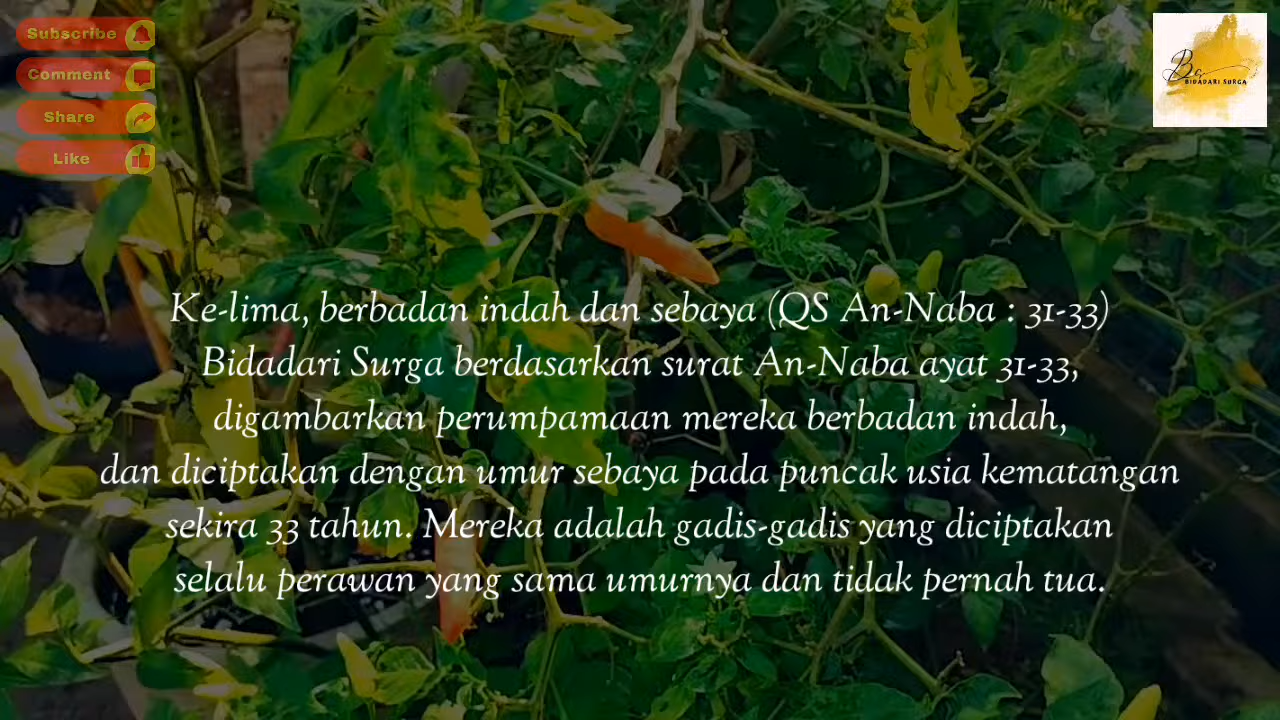 Subscribe
Comment
Share
Like
BIDADARI SURGA
Ke-lima, berbadan indah dan sebaya (QS An-Naba : 31-33)
Bidadari Surga berdasarkan surat An-Naba ayat 31-33,
digambarkan perumpamaan mereka berbadan indah,
dan diciptakan dengan umur sebaya pada puncak usia kematangan
sekira 33 tahun. Mereka adalah gadis-gadis yang diciptakan
selalu perawan yang sama umurnya dan tidak pernah tua.